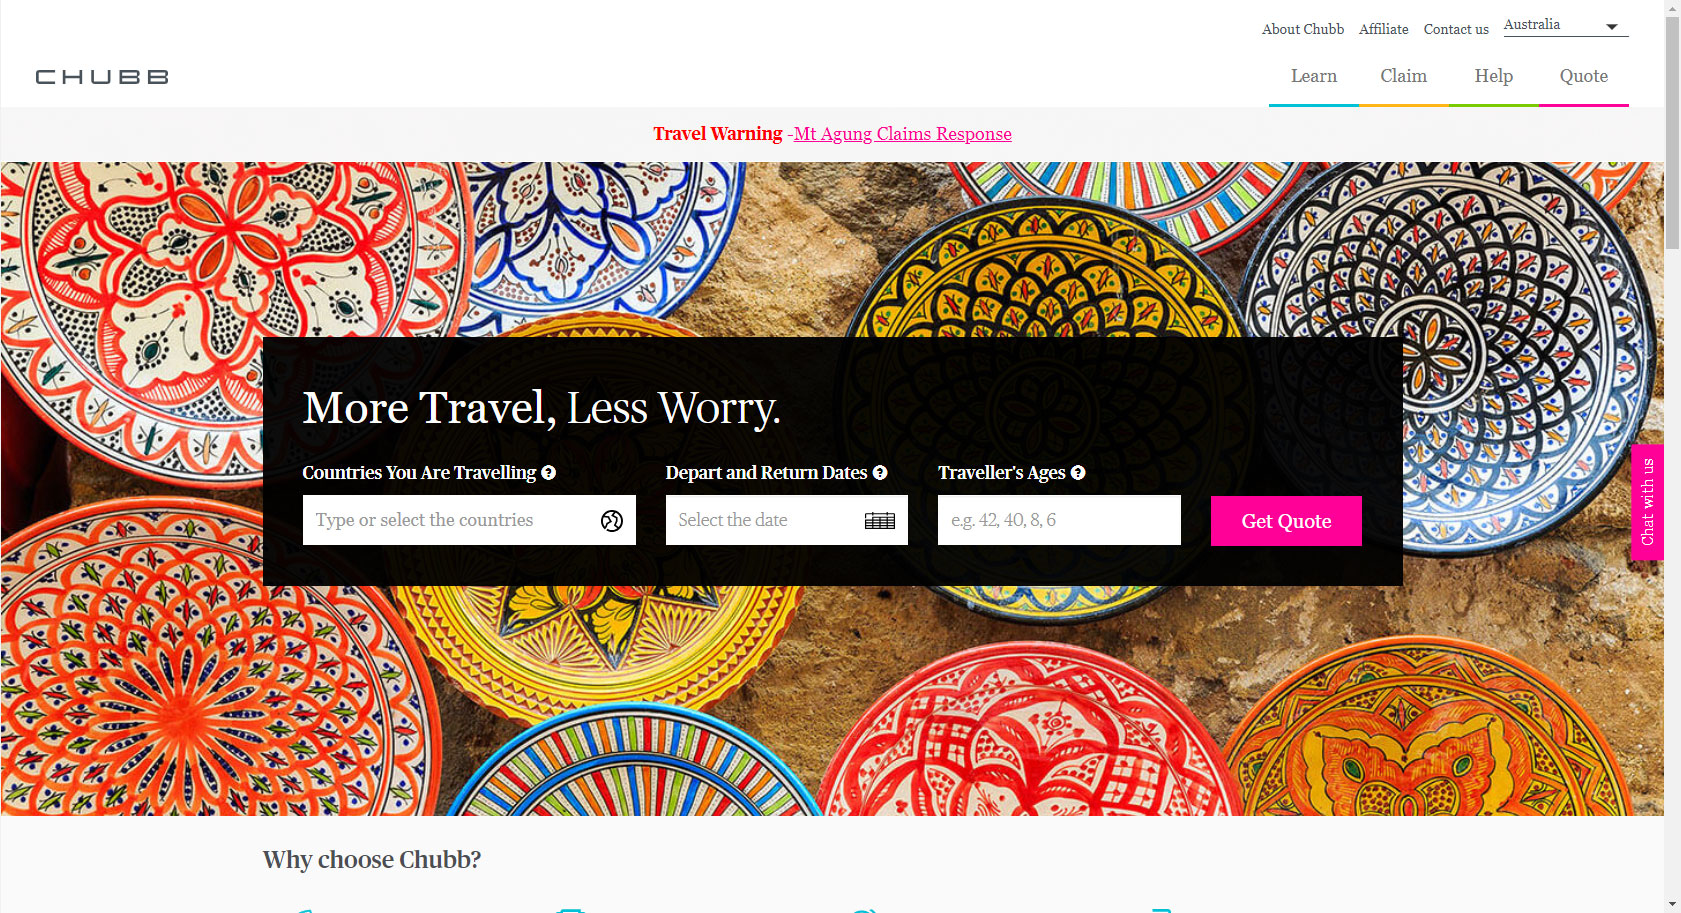 About Chubb Affiliate Contact us Australia
CHUBB
Learn Claim Help Quote
Travel Warning -Mt Agung Claims Response
More Travel, Less Worry.
Countries You Are Travelling ? Depart and Return Dates ? Traveller's Ages ?
Type or select the countries Select the date e.g. 42, 40, 8, 6 Get Quote
Chat with us
Why choose Chubb?